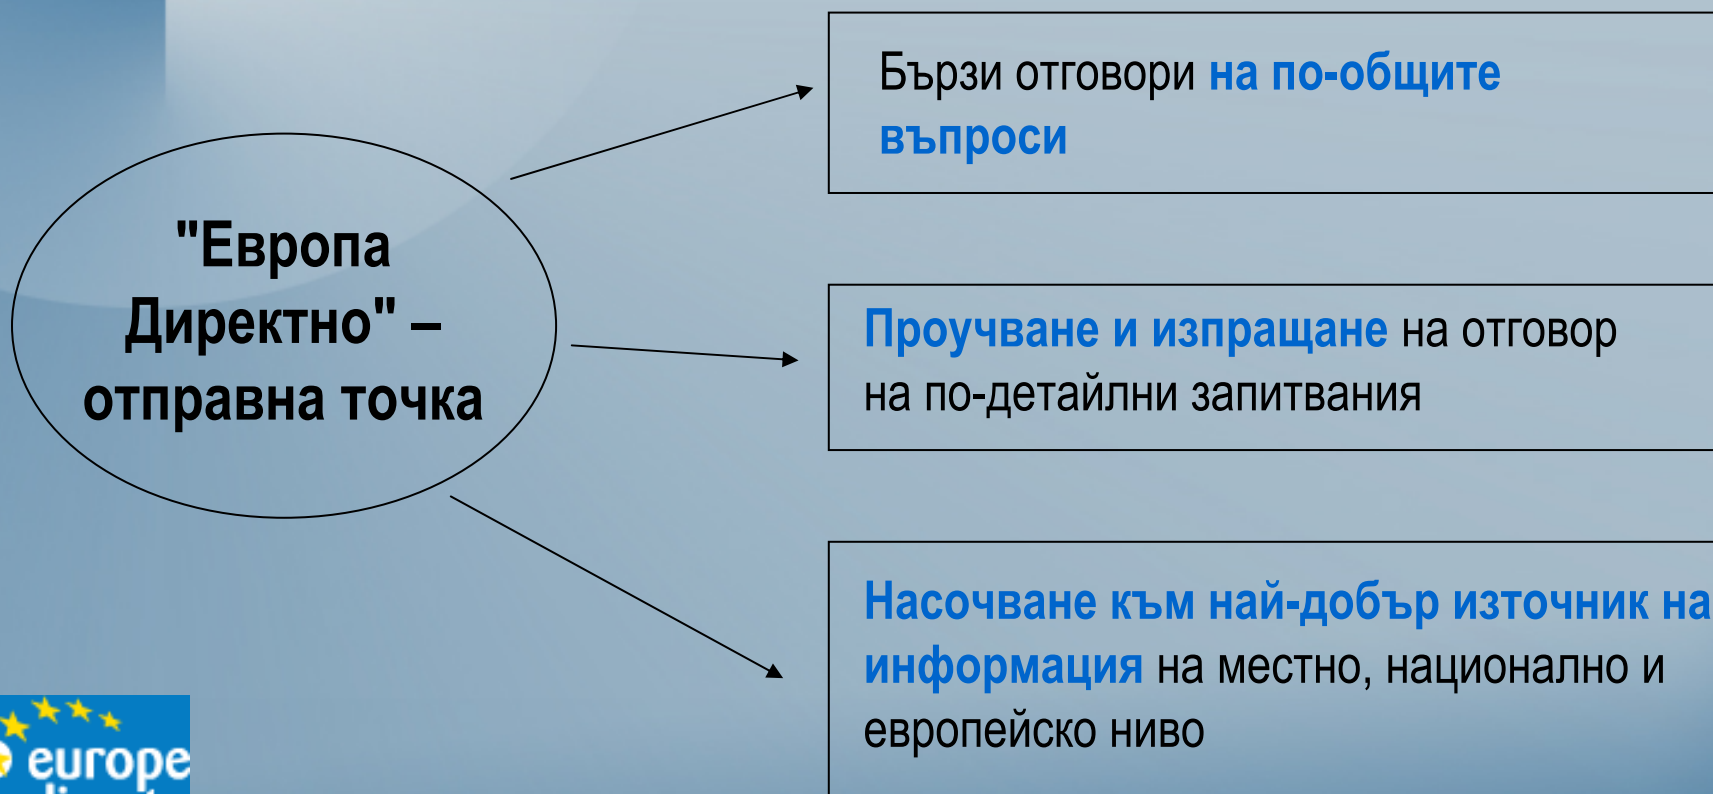 "Европа
Директно" –
отправна точка
Бързи отговори на по-общите
въпроси
Проучване и изпращане на отговор
на по-детайлни запитвания
Насочване към най-добър източник на
информация на местно, национално и
европейско ниво
europe